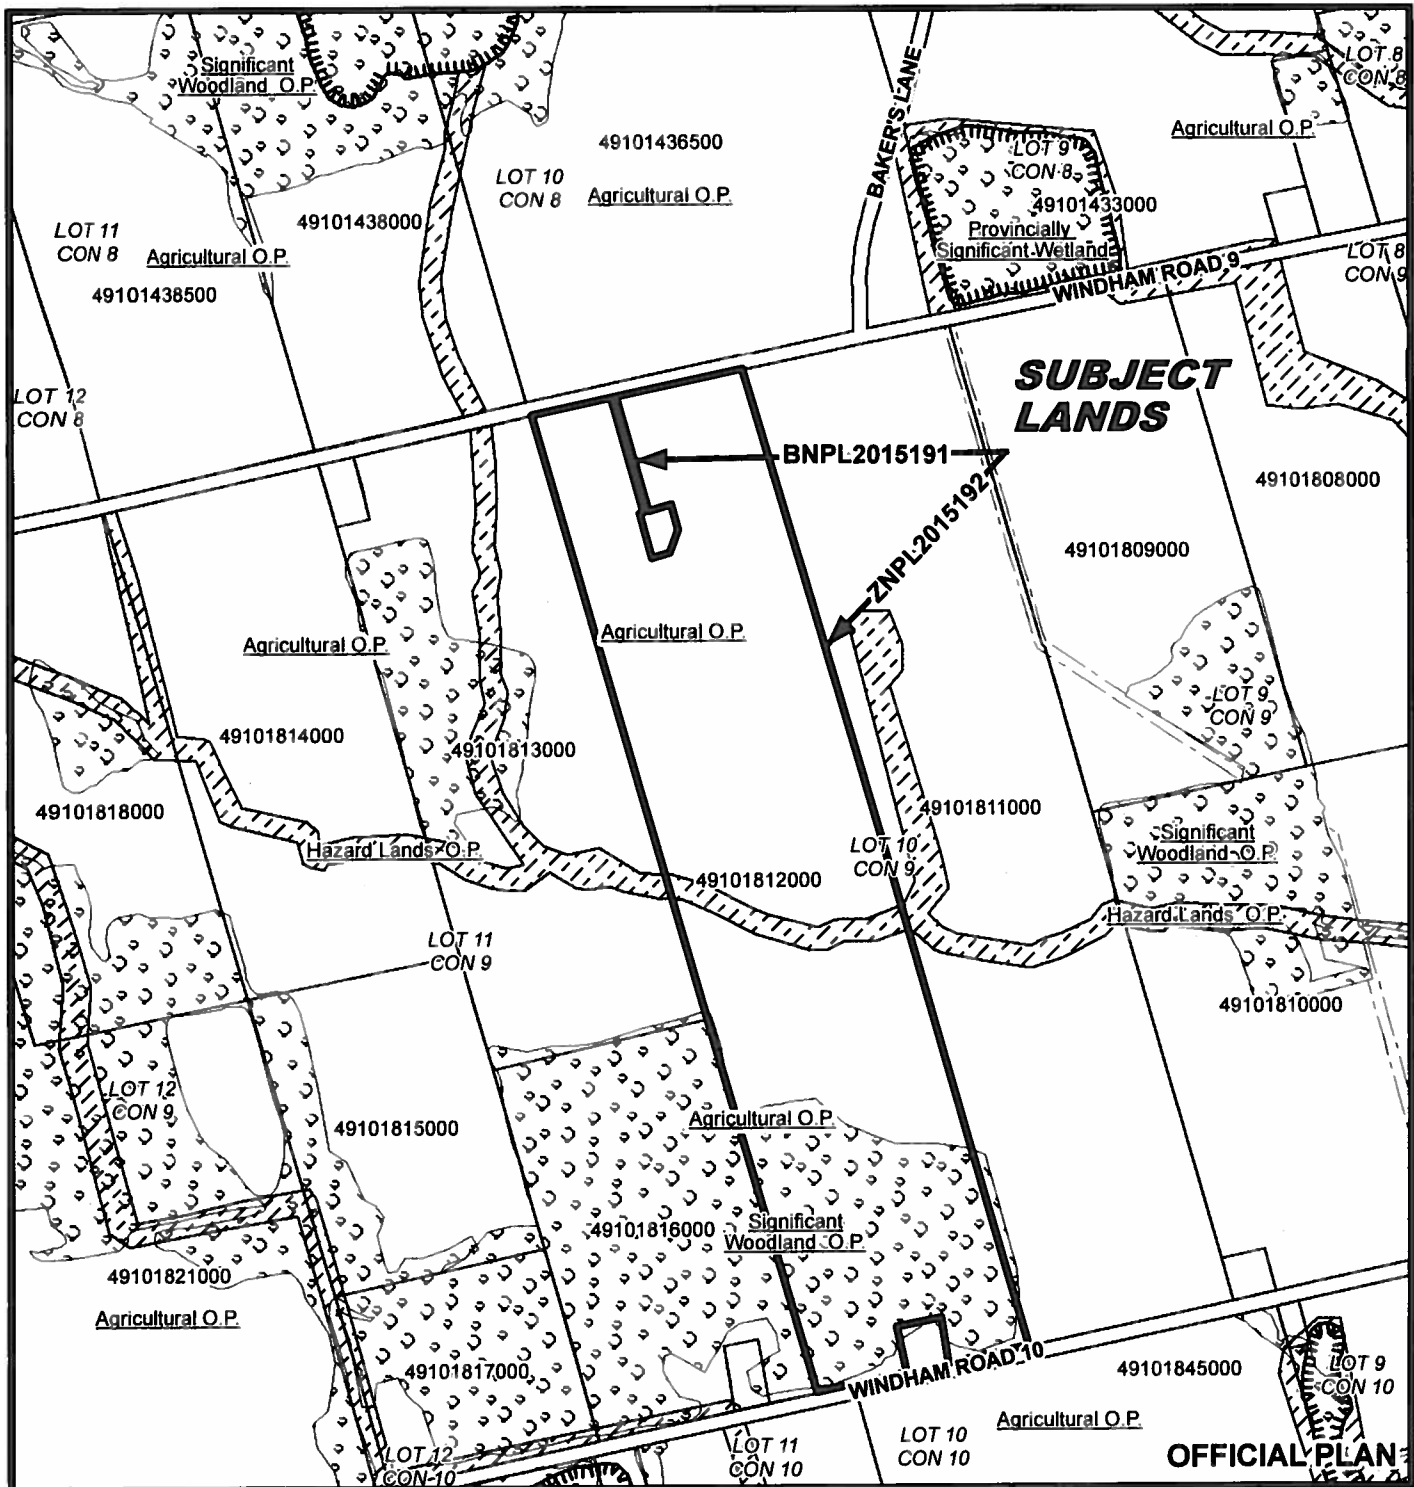 Significant
Woodland O.P.
49101436500
LOT 10
CON 8
Agricultural O.P.
BAKER'S LANE
LOT 8
CON 8
Agricultural O.P.
LOT 9
CON 8
49101433000
Provincially
Significant Wetland
49101438000
LOT 11
CON 8
Agricultural O.P.
49101438500
WINDHAM ROAD 9
LOT 8
CON 9
LOT 12
CON 8
SUBJECT
LANDS
BNPL2015191
ZNPL2015192
49101808000
49101809000
Agricultural O.P.
Agricultural O.P.
LOT 9
CON 9
49101814000
49101813000
49101818000
49101811000
Hazard Lands O.P.
LOT 10
CON 9
49101812000
Significant
Woodland O.P.
Hazard Lands O.P.
LOT 11
CON 9
49101810000
LOT 12
CON 9
49101815000
Agricultural O.P.
49101816000
Significant
Woodland O.P.
49101821000
Agricultural O.P.
49101817000
WINDHAM ROAD 10
49101845000
LOT 9
CON 10
LOT 12
CON 10
LOT 11
CON 10
LOT 10
CON 10
Agricultural O.P.
OFFICIAL PLAN